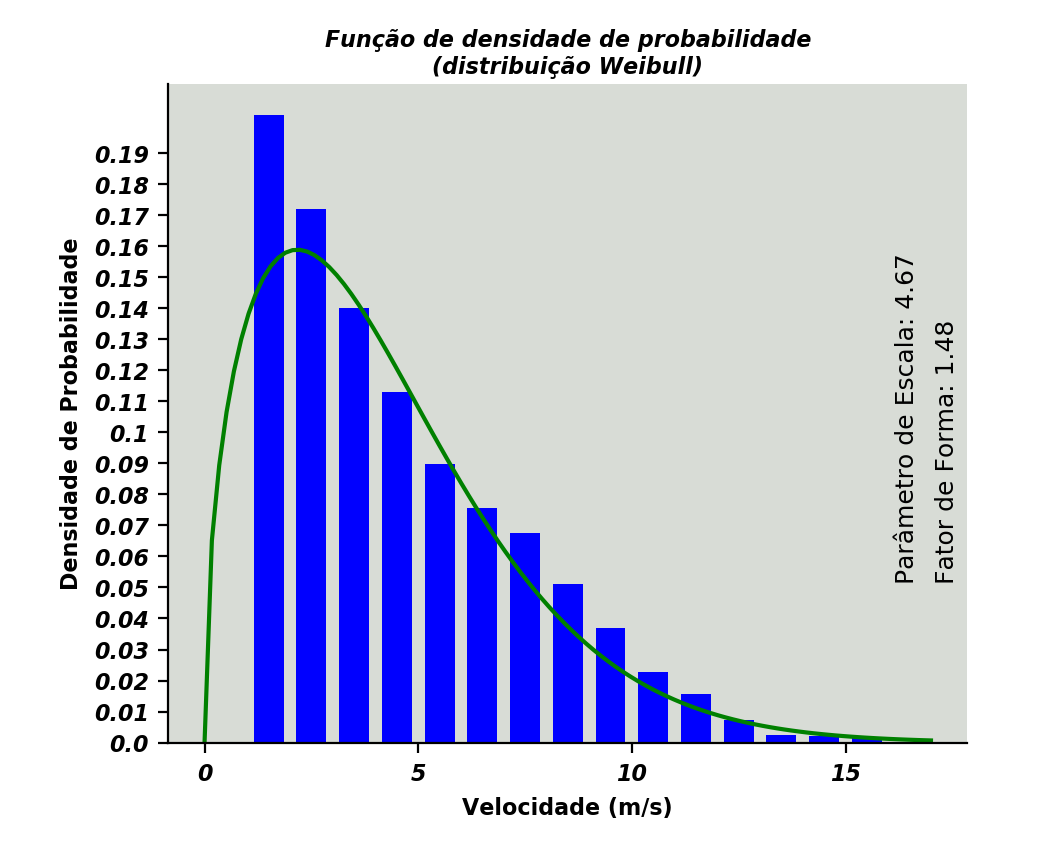 Função de densidade de probabilidade
(distribuição Weibull)
Densidade de Probabilidade
0.19
0.18
0.17
0.16
0.15
0.14
0.13
0.12
0.11
0.1
0.09
0.08
0.07
0.06
0.05
0.04
0.03
0.02
0.01
0.0
Parâmetro de Escala: 4.67
Fator de Forma: 1.48
0 5 10 15
Velocidade (m/s)